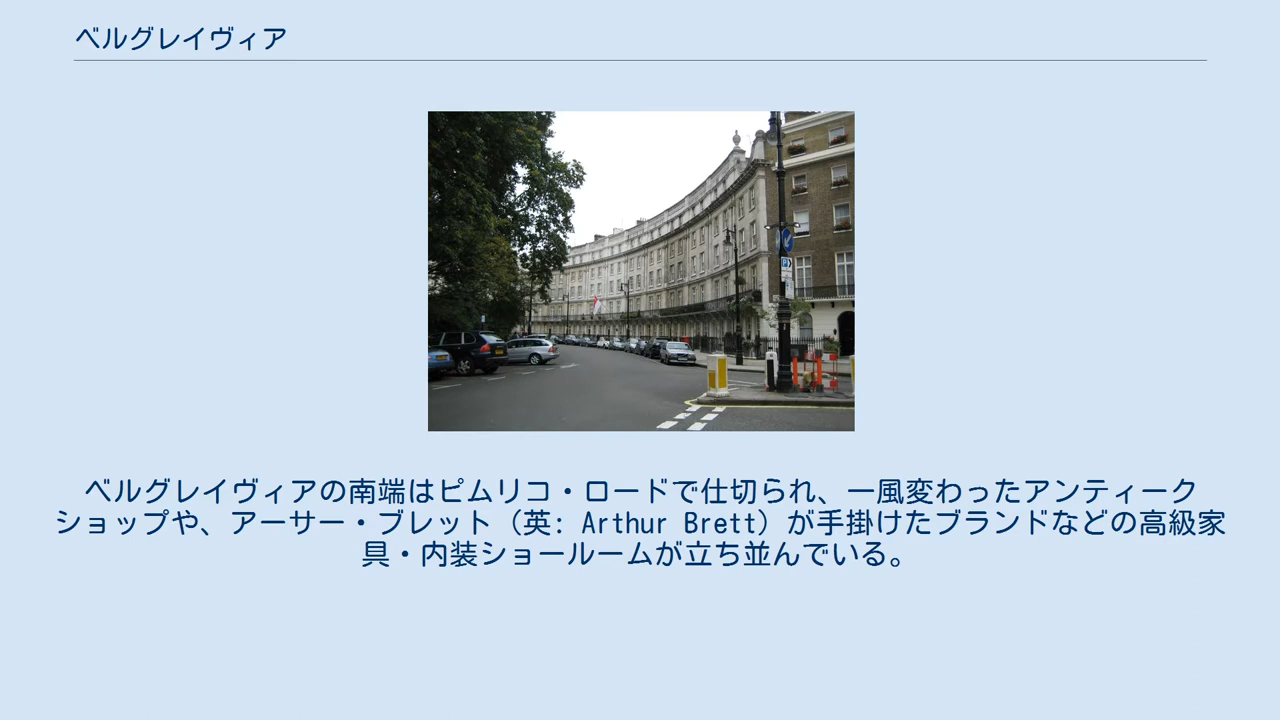 ベルグレイヴィア
ベルグレイヴィアの南端はピムリコ・ロードで仕切られ、一風変わったアンティーク
ショップや、アーサー・ブレット（英: Arthur Brett）が手掛けたブランドなどの高級家
具・内装ショールームが立ち並んでいる。